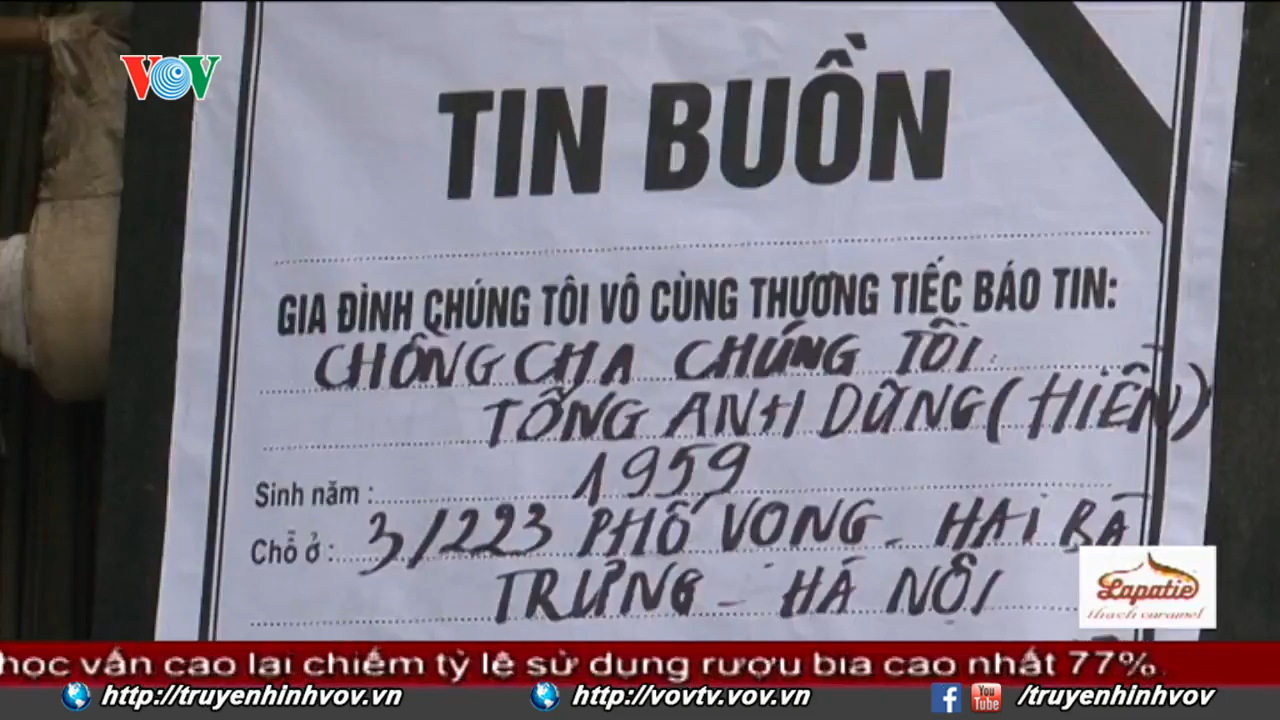 VOV
TIN BUỒN
GIA ĐÌNH CHÚNG TÔI VÔ CÙNG THƯƠNG TIẾC BÁO TIN:
CHỒNG CHA CHÚNG TÔI
TỐNG ANH DŨNG (HIỀN)
Sinh năm : 1959
Chỗ ở : 3/223 PHỐ VỌNG - HAI BÀ
TRƯNG - HÀ NỘI
Lapatie
thạch caramel
học vấn cao lại chiếm tỷ lệ sử dụng rượu bia cao nhất 77%.
http://truyenhinhvov.vn http://vovtv.vov.vn f You Tube /truyenhinhvov.vn